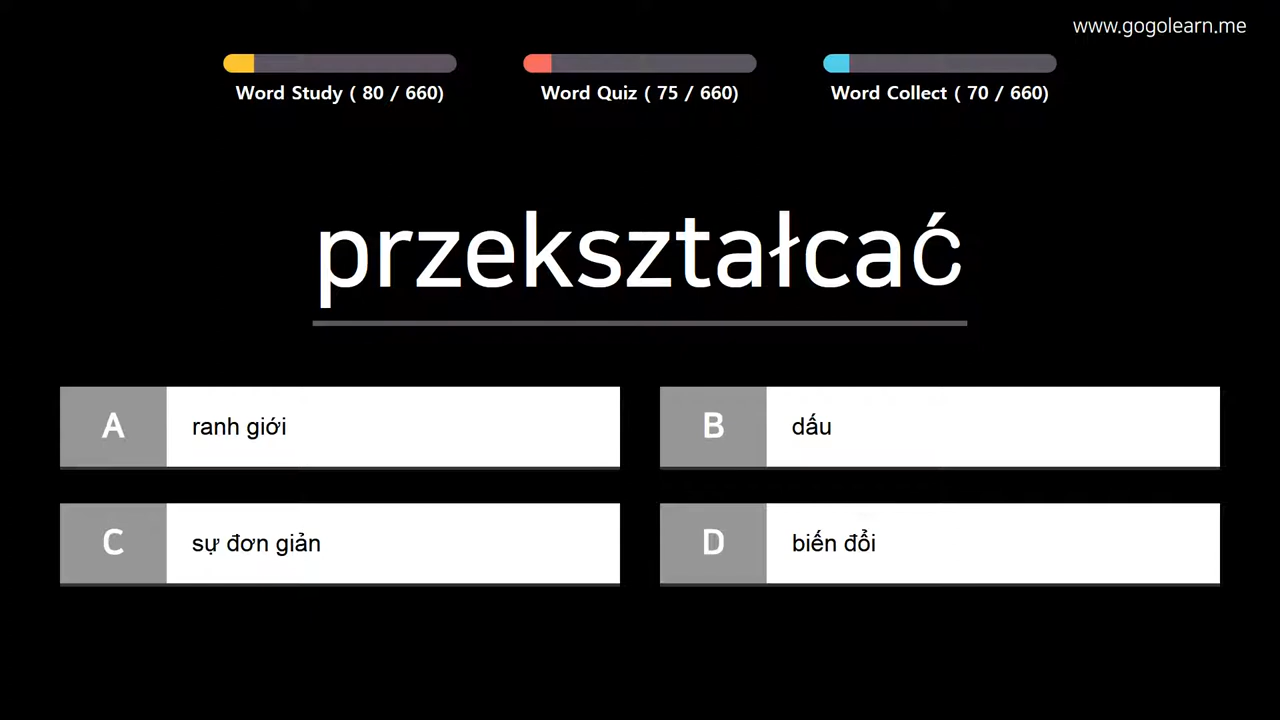 www.gogolearn.me
Word Study ( 80 / 660)
Word Quiz ( 75 / 660)
Word Collect ( 70 / 660)
przekształcać
A ranh giới
B dấu
C sự đơn giản
D biến đổi